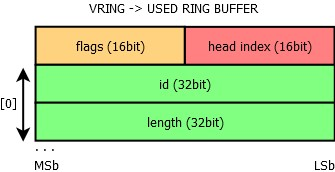 VRING -> USED RING BUFFER
flags (16bit) head index (16bit)
[0] id (32bit)
length (32bit)
. . .
MSb LSb